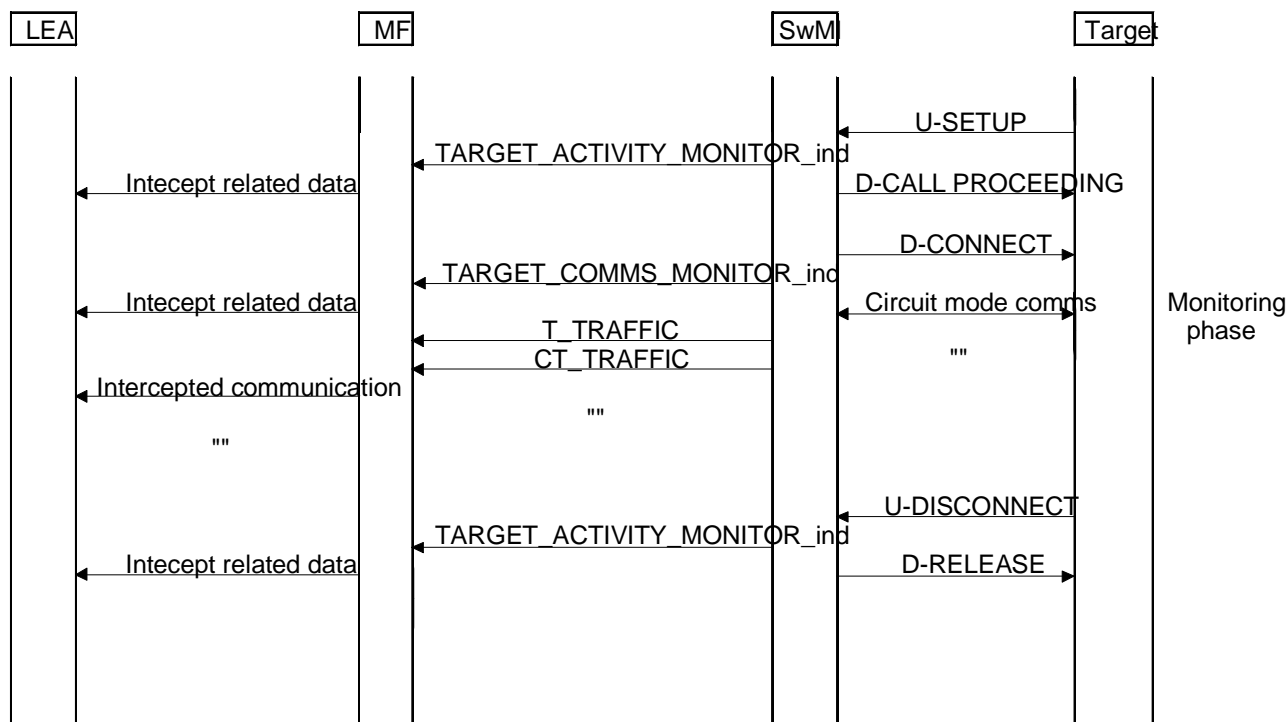 LEA MF SwMI Target
U-SETUP
TARGET_ACTIVITY_MONITOR_ind
Intecept related data D-CALL PROCEEDING
D-CONNECT
TARGET_COMMS_MONITOR_ind
Intecept related data Circuit mode comms Monitoring
phase
T_TRAFFIC
""
CT_TRAFFIC
Intercepted communication
""
""
U-DISCONNECT
TARGET_ACTIVITY_MONITOR_ind
Intecept related data D-RELEASE